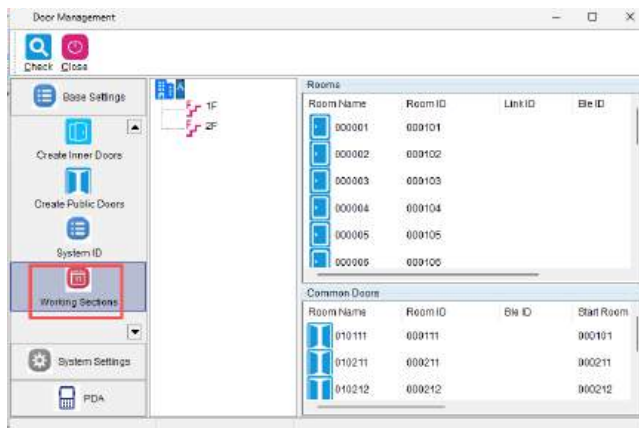 Door Management
Check Close
Base Settings
Create Inner Doors
Create Public Doors
System ID
Working Sections
System Settings
PDA
A
1F
2F
Rooms
Room Name Room ID Link ID Ble ID
000001 000101
000002 000102
000003 000103
000004 000104
000005 000105
000006 000106
Common Doors
Room Name Room ID Ble ID Start Room
010111 000111 000101
010211 000211 000211
010212 000212 000212